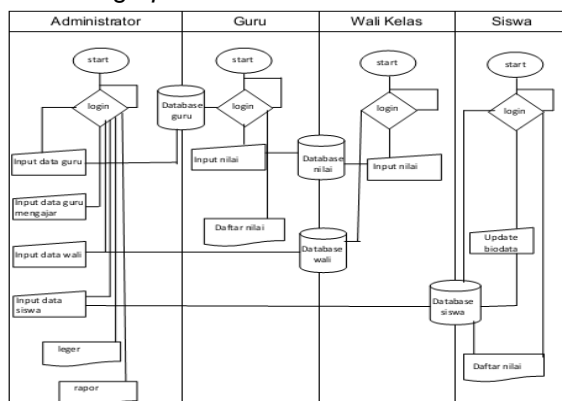 Administrator
Guru
Wali Kelas
Siswa
start
login
Input data guru
Input data guru
mengajar
Input data wali
Input data
siswa
leger
rapor
Database
guru
start
login
Input nilai
Daftar nilai
Database
nilai
Database
wali
start
login
Input nilai
start
login
Update
biodata
Database
siswa
Daftar nilai